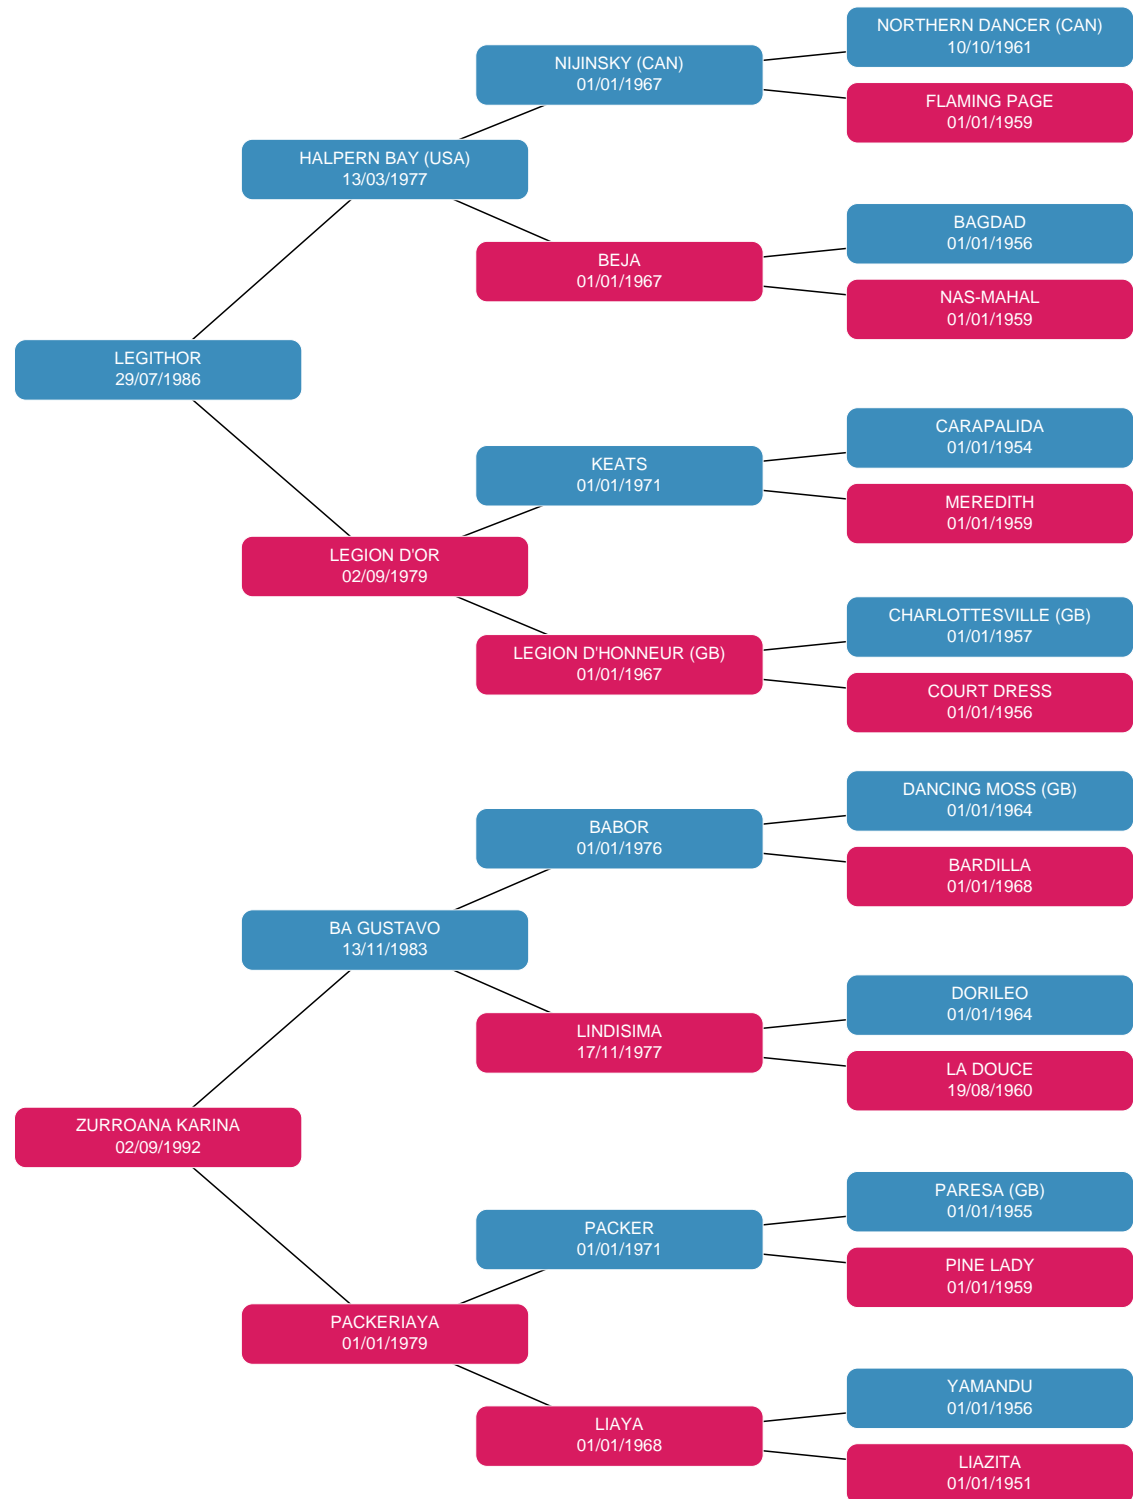 NORTHERN DANCER (CAN)
10/10/1961
NIJINSKY (CAN)
01/01/1967
FLAMING PAGE
01/01/1959
HALPERN BAY (USA)
13/03/1977
BAGDAD
01/01/1956
BEJA
01/01/1967
NAS-MAHAL
01/01/1959
LEGITHOR
29/07/1986
CARAPALIDA
01/01/1954
KEATS
01/01/1971
MEREDITH
01/01/1959
LEGION D'OR
02/09/1979
CHARLOTTESVILLE (GB)
01/01/1957
LEGION D'HONNEUR (GB)
01/01/1967
COURT DRESS
01/01/1956
DANCING MOSS (GB)
01/01/1964
BABOR
01/01/1976
BARDILLA
01/01/1968
BA GUSTAVO
13/11/1983
DORILEO
01/01/1964
LINDISIMA
17/11/1977
LA DOUCE
19/08/1960
ZURROANA KARINA
02/09/1992
PARESA (GB)
01/01/1955
PACKER
01/01/1971
PINE LADY
01/01/1959
PACKERIAYA
01/01/1979
YAMANDU
01/01/1956
LIAYA
01/01/1968
LIAZITA
01/01/1951